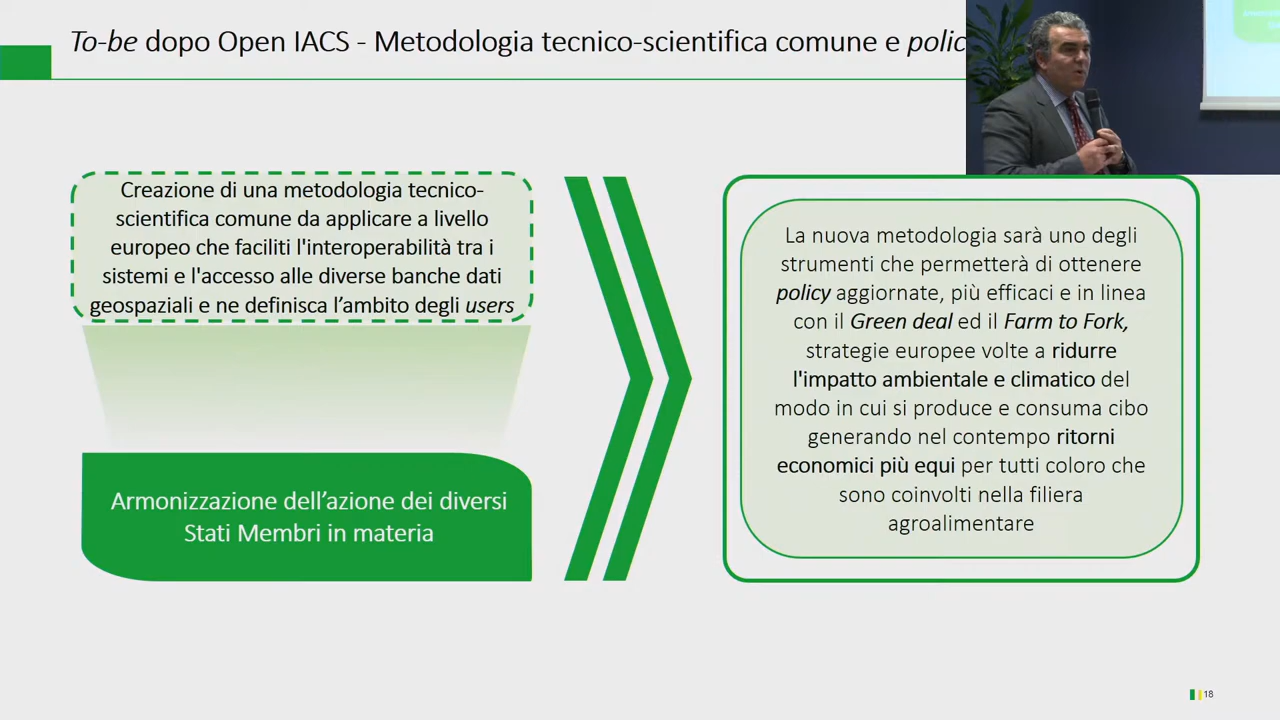 To-be dopo Open IACS - Metodologia tecnico-scientifica comune e
Creazione di una metodologia tecnico-
scientifica comune da applicare a livello
europeo che faciliti l'interoperabilità tra i
sistemi e l'accesso alle diverse banche dati
geospaziali e ne definisca l’ambito degli users
Armonizzazione dell’azione dei diversi
Stati Membri in materia
La nuova metodologia sarà uno degli
strumenti che permetterà di ottenere
policy aggiornate, più efficaci e in linea
con il Green deal ed il Farm to Fork,
strategie europee volte a ridurre
l'impatto ambientale e climatico del
modo in cui si produce e consuma cibo
generando nel contempo ritorni
economici più equi per tutti coloro che
sono coinvolti nella filiera
agroalimentare
18